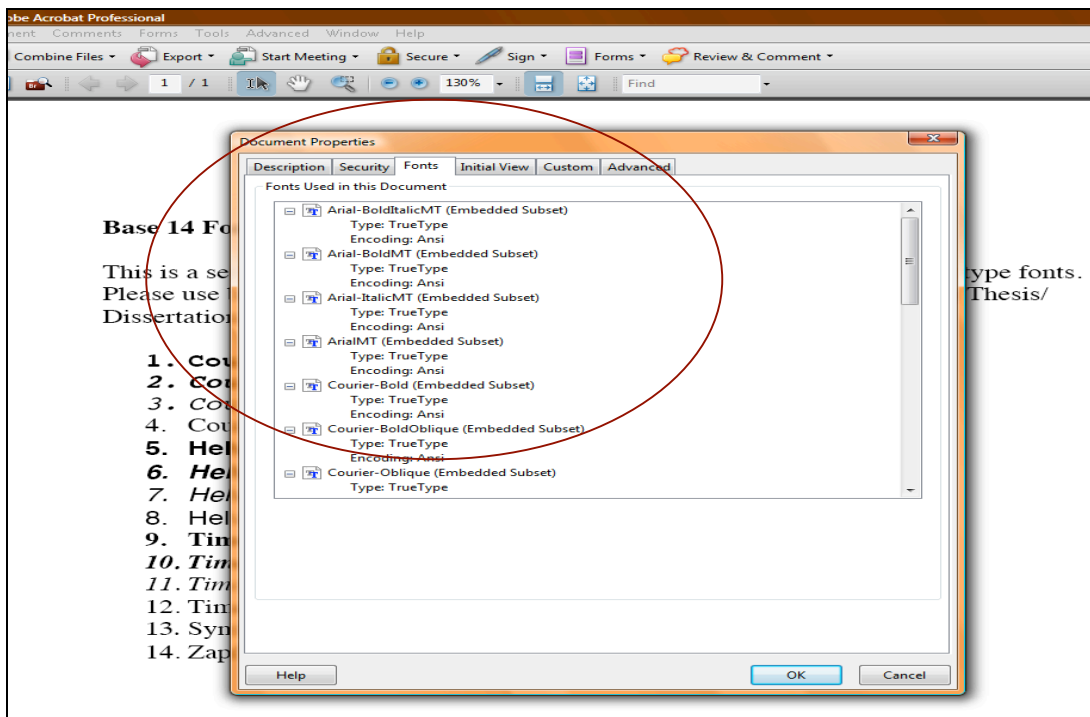 obe Acrobat Professional
ment Comments Forms Tools Advanced Window Help
Combine Files Export Start Meeting Secure Sign Forms Review & Comment
1 / 1 130% Find
Document Properties
Description Security Fonts Initial View Custom Advanced
Fonts Used in this Document
Arial-BoldItalicMT (Embedded Subset)
Type: TrueType
Encoding: Ansi
Arial-BoldMT (Embedded Subset)
Type: TrueType
Encoding: Ansi
Arial-ItalicMT (Embedded Subset)
Type: TrueType
Encoding: Ansi
ArialMT (Embedded Subset)
Type: TrueType
Encoding: Ansi
Courier-Bold (Embedded Subset)
Type: TrueType
Encoding: Ansi
Courier-BoldOblique (Embedded Subset)
Type: TrueType
Encoding: Ansi
Courier-Oblique (Embedded Subset)
Type: TrueType
Help OK Cancel
Base 14 Fo
This is a se type fonts.
Please use Thesis/
Dissertation
1. Cou
2. Cou
3. Cou
4. Cou
5. Hel
6. Hel
7. Hel
8. Hel
9. Tim
10. Tim
11. Tim
12. Tim
13. Sym
14. Zap